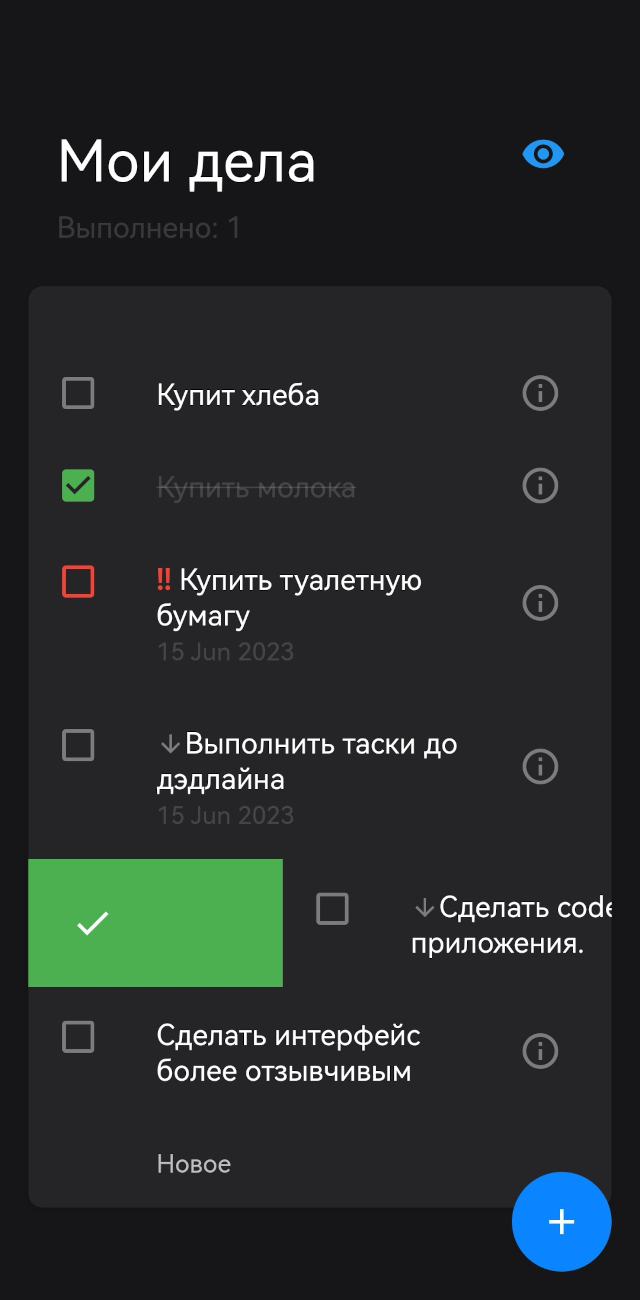 Мои дела
Выполнено: 1
Купит хлеба
Купить молока
‼ Купить туалетную
бумагу
15 Jun 2023
↓Выполнить таски до
дэдлайна
15 Jun 2023
↓Сделать code
приложения.
Сделать интерфейс
более отзывчивым
Новое